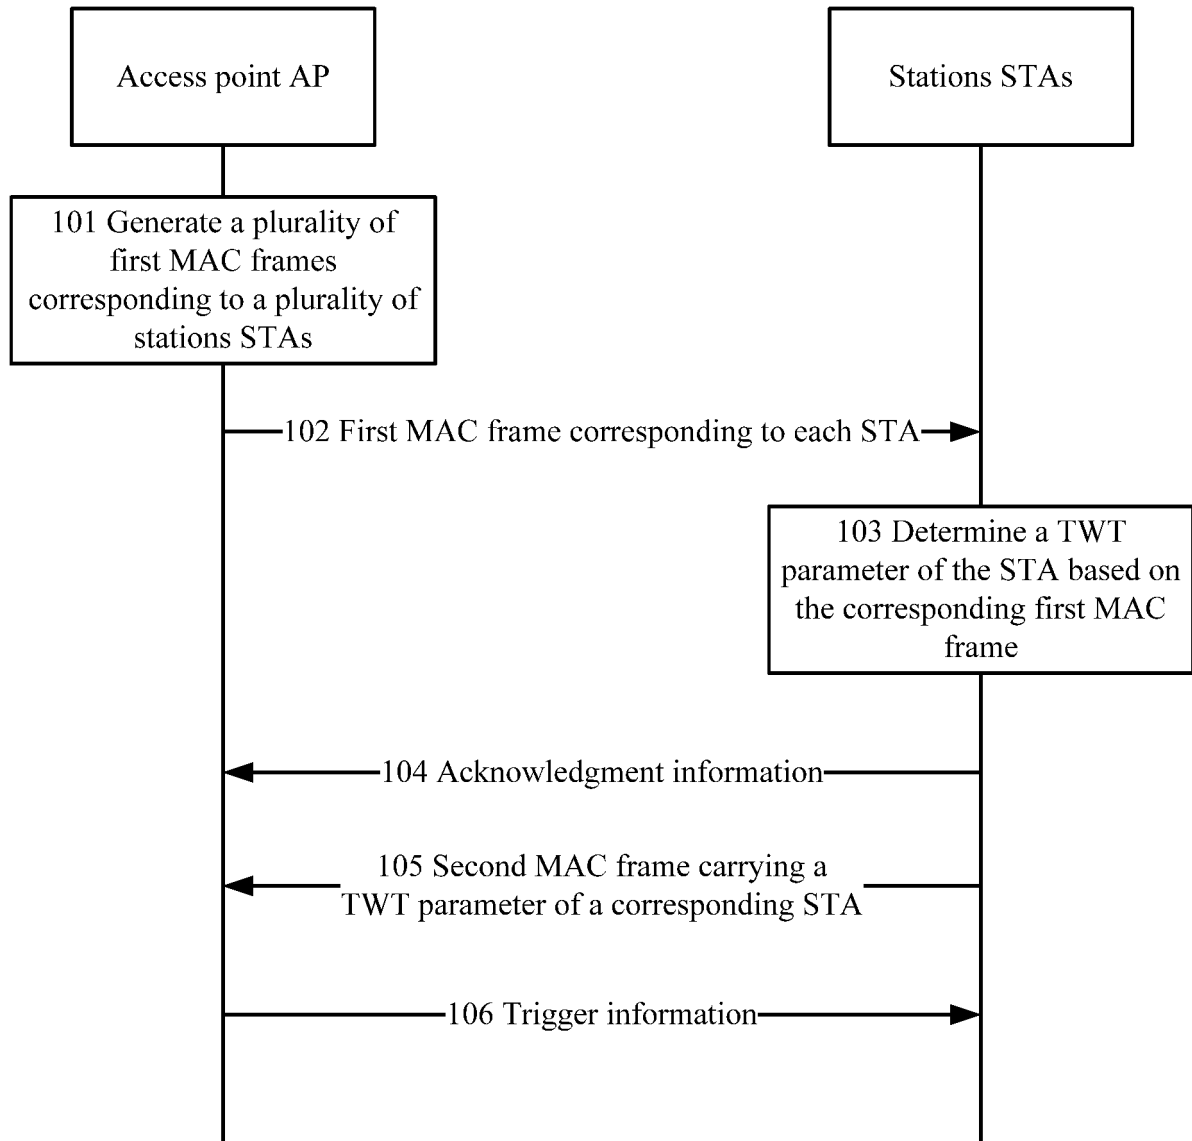 Access point AP
Stations STAs
101 Generate a plurality of
first MAC frames
corresponding to a plurality of
stations STAs
102 First MAC frame corresponding to each STA
103 Determine a TWT
parameter of the STA based on
the corresponding first MAC
frame
104 Acknowledgment information
105 Second MAC frame carrying a
TWT parameter of a corresponding STA
106 Trigger information